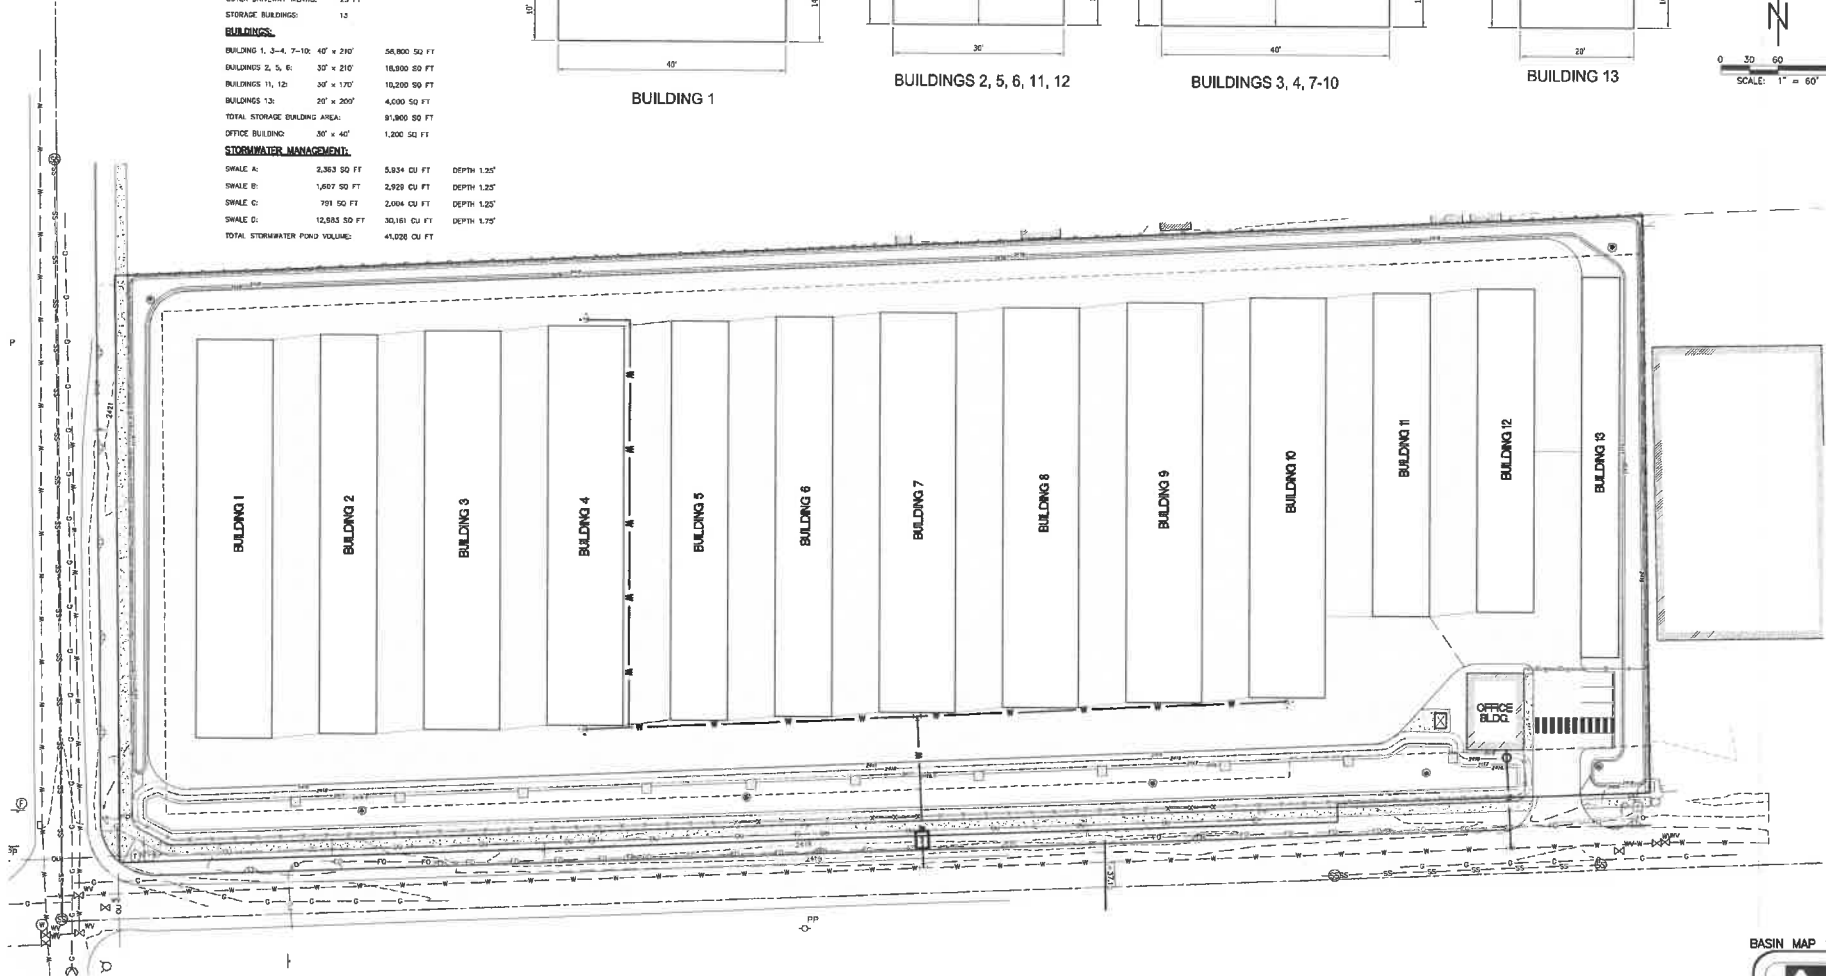 STORAGE BUILDINGS: 13
BUILDINGS:
BUILDING 1, 3-4, 7-10: 40' x 210' 58,800 SQ FT
BUILDINGS 2, 5, 6: 30' x 210' 18,900 SQ FT
BUILDINGS 11, 12: 30' x 170' 10,200 SQ FT
BUILDINGS 13: 20' x 200' 4,000 SQ FT
TOTAL STORAGE BUILDING AREA: 91,900 SQ FT
OFFICE BUILDING: 30' x 40' 1,200 SQ FT
STORMWATER MANAGEMENT:
SWALE A: 2,363 SQ FT 5,934 CU FT DEPTH 1.25'
SWALE B: 1,607 SQ FT 2,929 CU FT DEPTH 1.25'
SWALE C: 791 SQ FT 2,004 CU FT DEPTH 1.25'
SWALE D: 12,983 SQ FT 30,161 CU FT DEPTH 1.75'
TOTAL STORMWATER POND VOLUME: 41,028 CU FT
10'
40'
BUILDING 1
30'
BUILDINGS 2, 5, 6, 11, 12
40'
BUILDINGS 3, 4, 7-10
20'
BUILDING 13
N
0 30 60
SCALE: 1" = 60'
BUILDING 1
BUILDING 2
BUILDING 3
BUILDING 4
BUILDING 5
BUILDING 6
BUILDING 7
BUILDING 8
BUILDING 9
BUILDING 10
BUILDING 11
BUILDING 12
BUILDING 13
OFFICE
BLDG.
2421
2419
PP
BASIN MAP